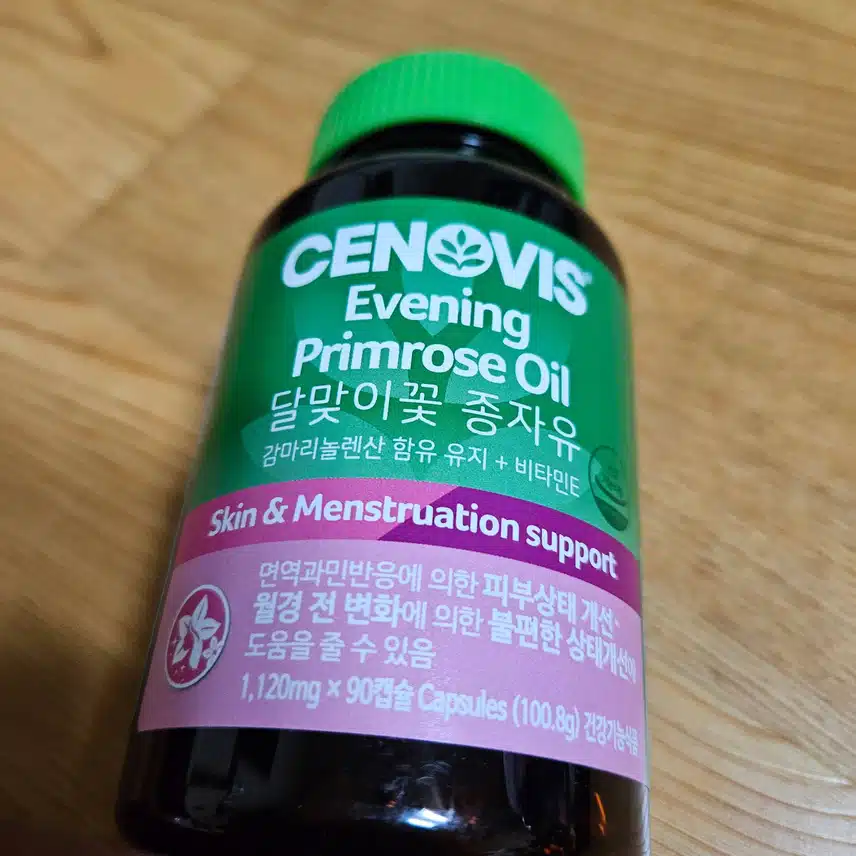 CENOVIS
Evening
Primrose Oil
달맞이꽃 종자유
감마리놀렌산 함유 유지 + 비타민E
Skin & Menstruation support
면역과민반응에 의한 피부상태 개선·
월경 전 변화에 의한 불편한 상태개선에
도움을 줄 수 있음
1,120mg × 90캡슐 Capsules (100.8g) 건강기능식품